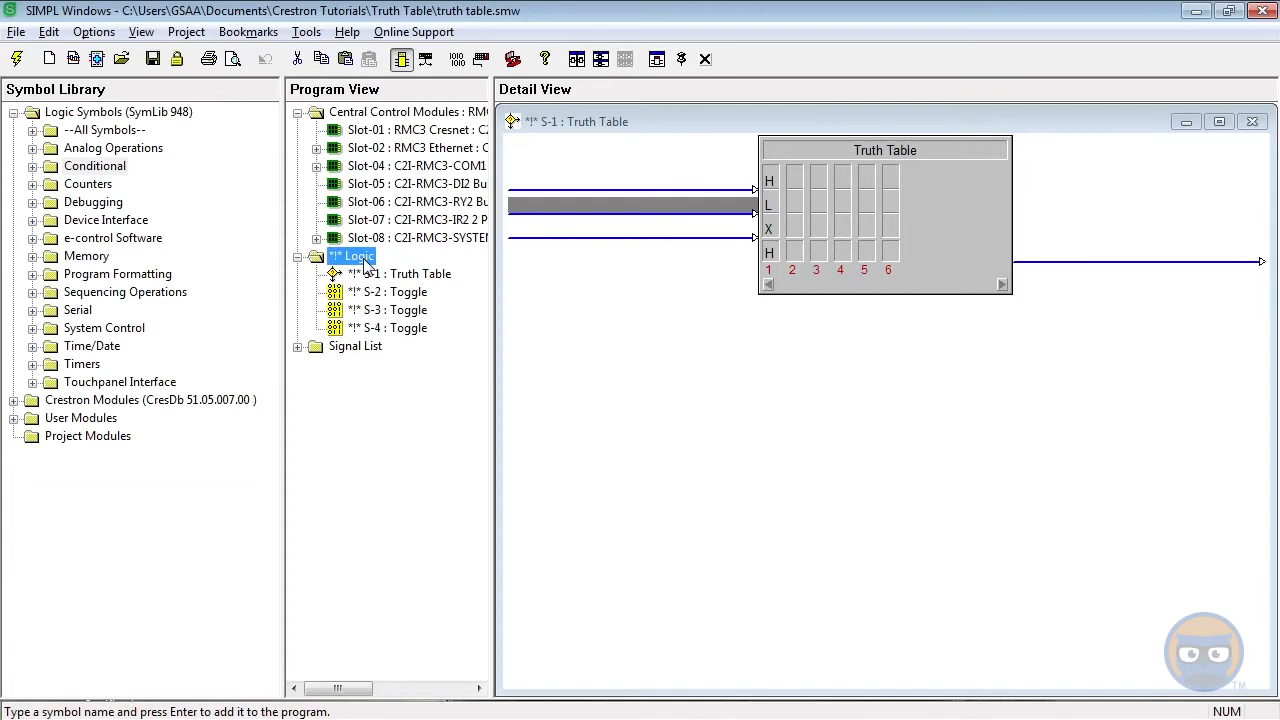 SIMPL Windows - C:\Users\GSAA\Documents\Crestron Tutorials\Truth Table\truth table.smw
File Edit Options View Project Bookmarks Tools Help Online Support
Symbol Library
Logic Symbols (SymLib 948)
--All Symbols--
Analog Operations
Conditional
Counters
Debugging
Device Interface
e-control Software
Memory
Program Formatting
Sequencing Operations
Serial
System Control
Time/Date
Timers
Touchpanel Interface
Crestron Modules (CresDb 51.05.007.00 )
User Modules
Project Modules
Program View
Central Control Modules : RMC
Slot-01 : RMC3 Cresnet : C2
Slot-02 : RMC3 Ethernet : C
Slot-04 : C2I-RMC3-COM1
Slot-05 : C2I-RMC3-DI2 Bu
Slot-06 : C2I-RMC3-RY2 Bu
Slot-07 : C2I-RMC3-IR2 2 P
Slot-08 : C2I-RMC3-SYSTEM
*!* Logic
*!* S-1 : Truth Table
*!* S-2 : Toggle
*!* S-3 : Toggle
*!* S-4 : Toggle
Signal List
Detail View
*!* S-1 : Truth Table
Truth Table
H
L
X
H
1 2 3 4 5 6
TM
Type a symbol name and press Enter to add it to the program.
NUM